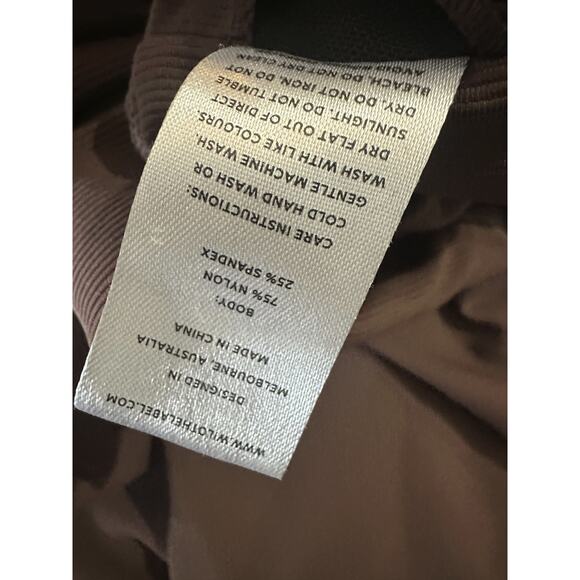 WWW.WILOTHELABEL.COM
DESIGNED IN
MELBOURNE, AUSTRALIA
MADE IN CHINA
BODY:
75% NYLON
25% SPANDEX
CARE INSTRUCTIONS:
COLD HAND WASH OR
GENTLE MACHINE WASH.
WASH WITH LIKE COLOURS.
DRY FLAT OUT OF DIRECT
SUNLIGHT. DO NOT TUMBLE
DRY. DO NOT IRON. DO NOT
BLEACH. DO NOT DRY CLEAN